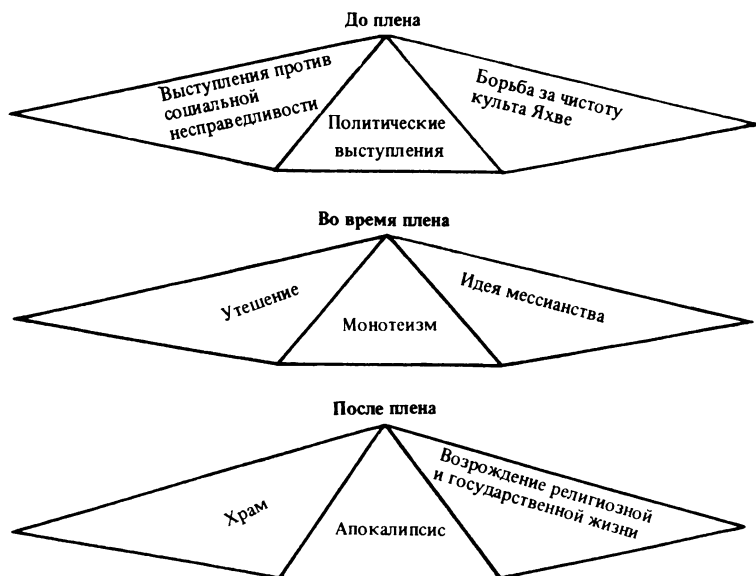 До плена
Выступления против
социальной
несправедливости
Политические
выступления
Борьба за чистоту
культа Яхве
Во время плена
Утешение
Монотеизм
Идея мессианства
После плена
Храм
Апокалипсис
Возрождение религиозной
и государственной жизни